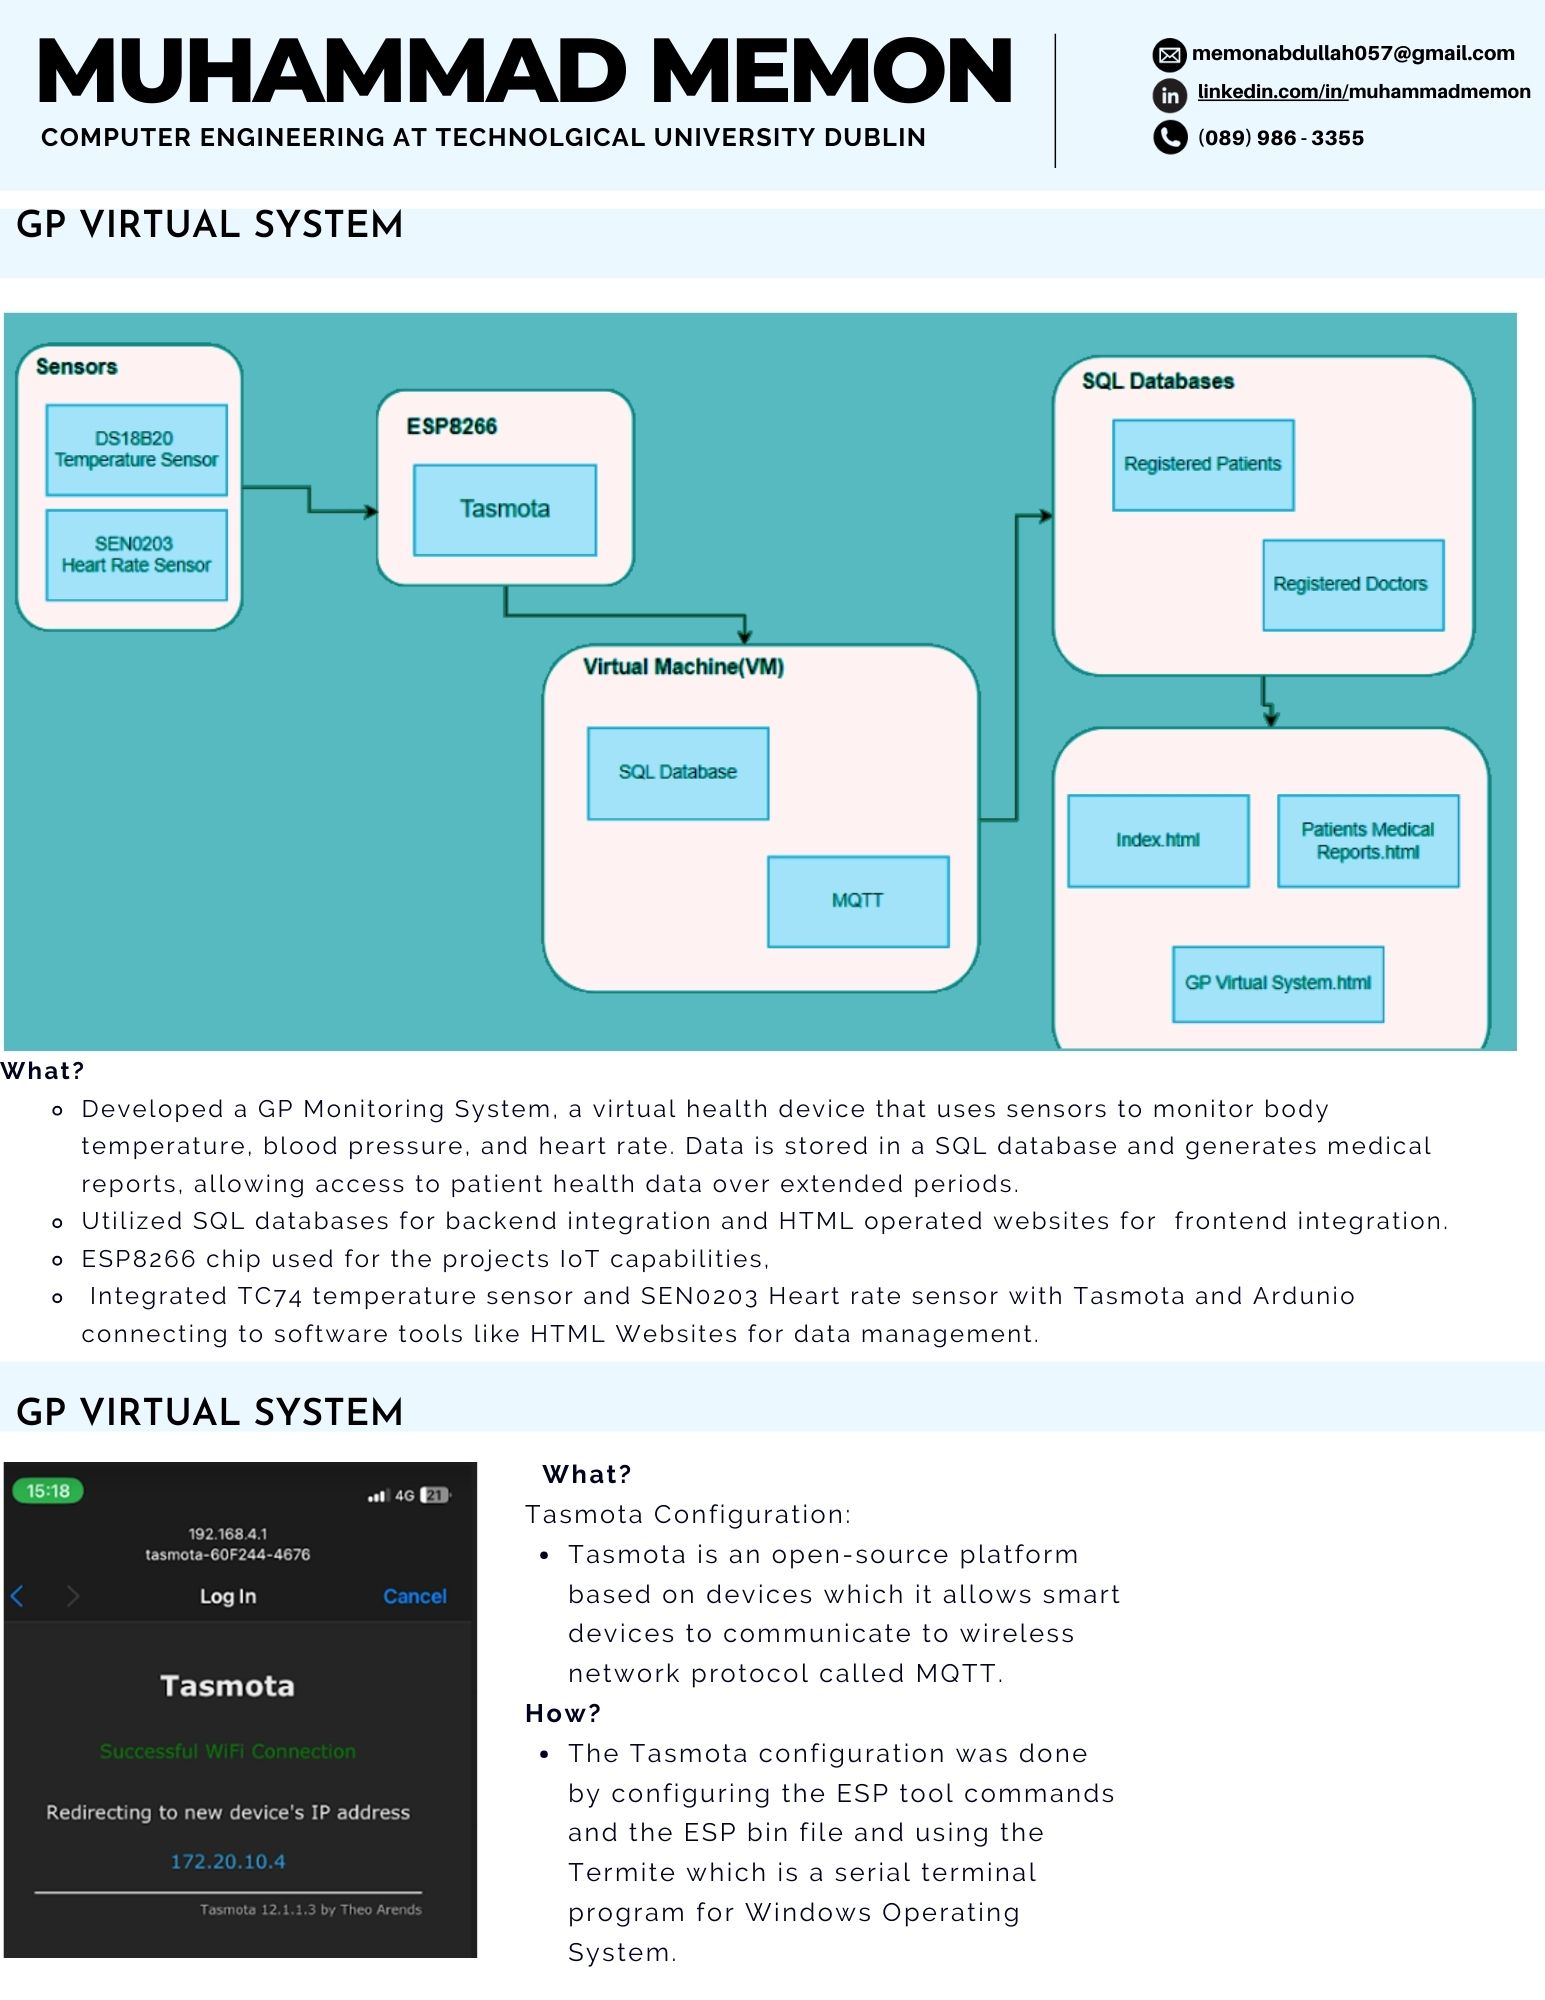 MUHAMMAD MEMON
COMPUTER ENGINEERING AT TECHNOLGICAL UNIVERSITY DUBLIN
memonabdullah057@gmail.com
linkedin.com/in/muhammadmemon
(089) 986 - 3355
GP VIRTUAL SYSTEM
Sensors
DS18B20
Temperature Sensor
SEN0203
Heart Rate Sensor
ESP8266
Tasmota
Virtual Machine(VM)
SQL Database
MQTT
SQL Databases
Registered Patients
Registered Doctors
Index.html
Patients Medical
Reports.html
GP Virtual System.html
What?
Developed a GP Monitoring System, a virtual health device that uses sensors to monitor body
temperature, blood pressure, and heart rate. Data is stored in a SQL database and generates medical
reports, allowing access to patient health data over extended periods.
Utilized SQL databases for backend integration and HTML operated websites for  frontend integration.
ESP8266 chip used for the projects IoT capabilities,
Integrated TC74 temperature sensor and SEN0203 Heart rate sensor with Tasmota and Ardunio
connecting to software tools like HTML Websites for data management.
GP VIRTUAL SYSTEM
15:18
4G 21
192.168.4.1
tasmota-60F244-4676
Log In
Cancel
Tasmota
Successful WiFi Connection
Redirecting to new device's IP address
172.20.10.4
Tasmota 12.1.1.3 by Theo Arends
What?
Tasmota Configuration:
Tasmota is an open-source platform
based on devices which it allows smart
devices to communicate to wireless
network protocol called MQTT.
How?
The Tasmota configuration was done
by configuring the ESP tool commands
and the ESP bin file and using the
Termite which is a serial terminal
program for Windows Operating
System.